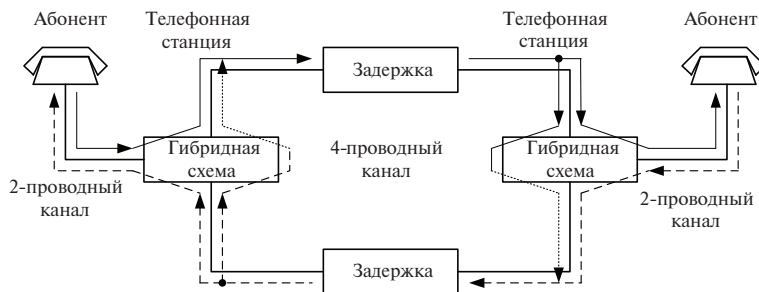 Абонент
Телефонная
станция
Задержка
Телефонная
станция
Абонент
Гибридная
схема
4-проводный
канал
Гибридная
схема
2-проводный
канал
2-проводный
канал
Задержка